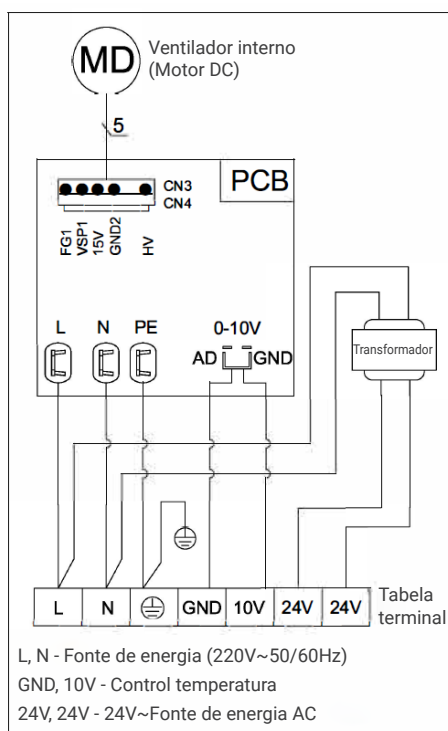 MD
Ventilador interno
(Motor DC)
5
PCB
CN3
CN4
FG1
VSP1
15V
GND2
HV
L
N
PE
0-10V
AD
GND
Transformador
L
N
GND
10V
24V
24V
Tabela
terminal
L, N - Fonte de energia (220V~50/60Hz)
GND, 10V - Control temperatura
24V, 24V - 24V~Fonte de energia AC